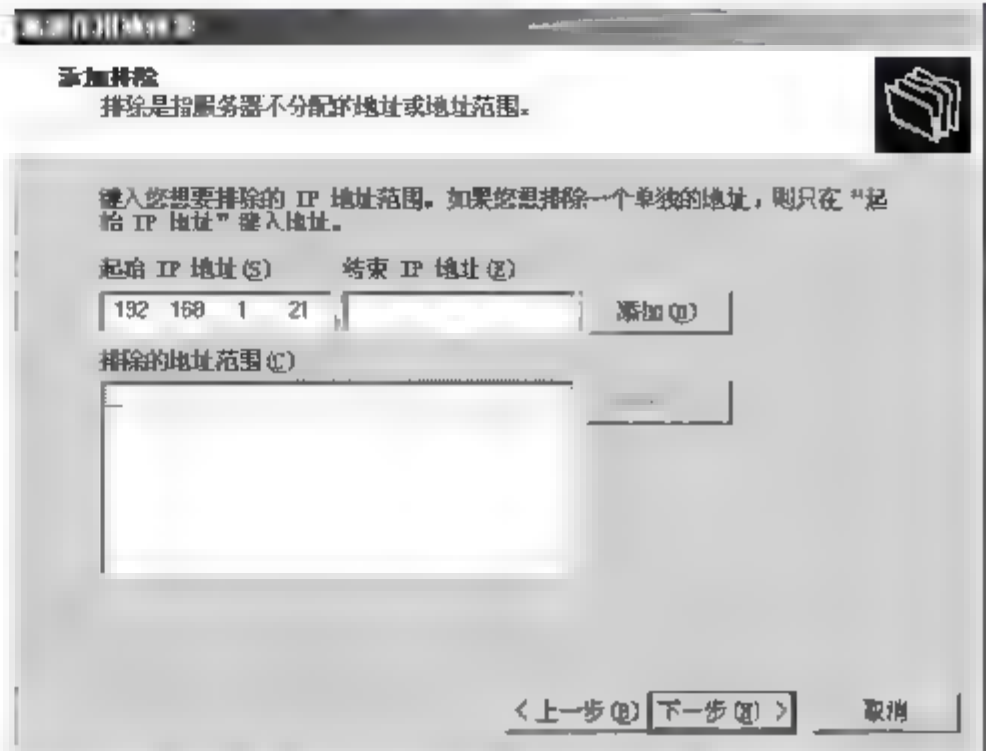 添加排除
排除是指服务器不分配的地址或地址范围。
键入您想要排除的 IP 地址范围。如果您想排除一个单独的地址，则只在“起
始 IP 地址”键入地址。
起始 IP 地址(S) 结束 IP 地址(E)
192 168 1 21 添加(D)
排除的地址范围(C)
<上一步(B) 下一步(N) > 取消